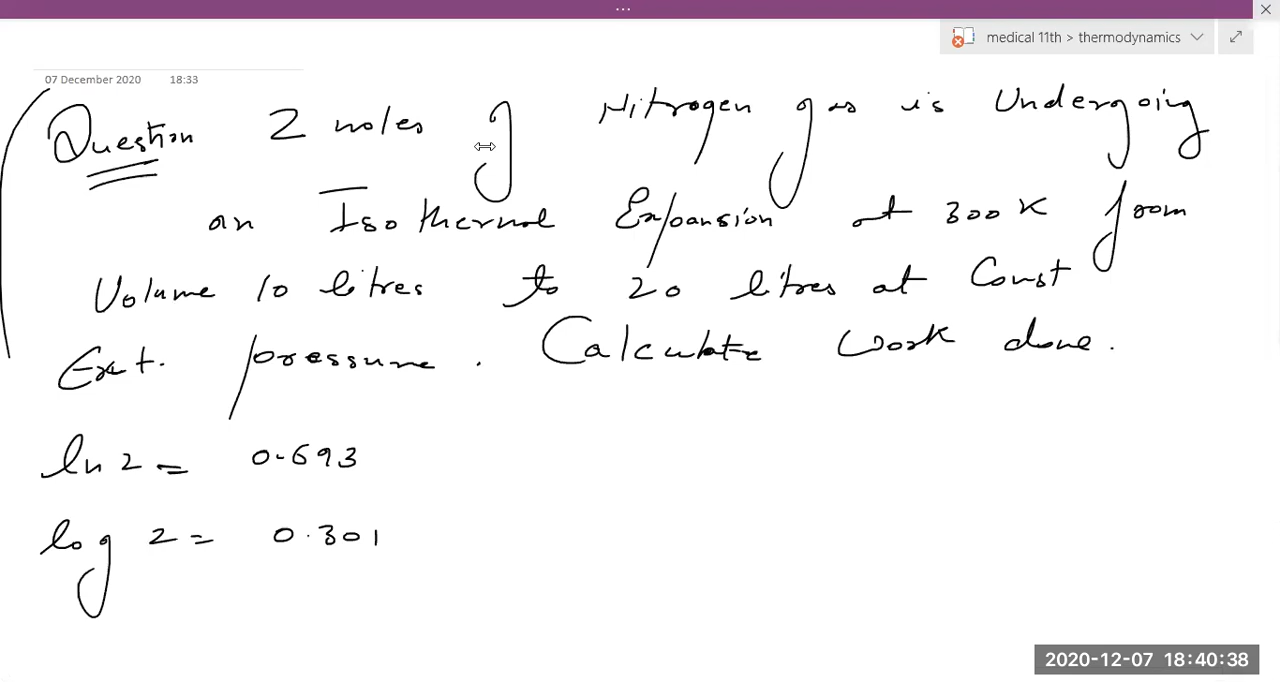 ...
medical 11th > thermodynamics
07 December 2020 18:33
Question 2 moles of Nitrogen gas is Undergoing
an Isothermal Expansion at 300K from
Volume 10 litres to 20 litres at Const
Ext. pressure. Calculate work done.
ln 2 = 0.693
log 2 = 0.301
2020-12-07 18:40:38